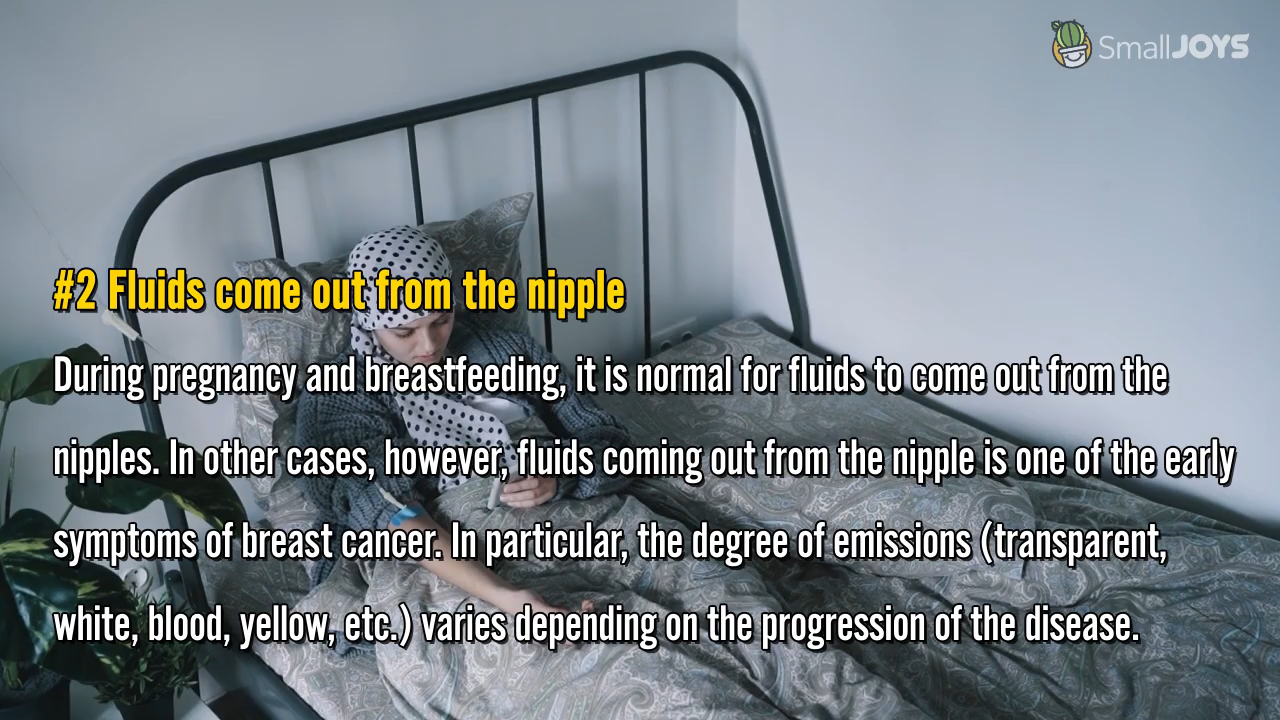 SmallJOYS
#2 Fluids come out from the nipple
During pregnancy and breastfeeding, it is normal for fluids to come out from the
nipples. In other cases, however, fluids coming out from the nipple is one of the early
symptoms of breast cancer. In particular, the degree of emissions (transparent,
white, blood, yellow, etc.) varies depending on the progression of the disease.